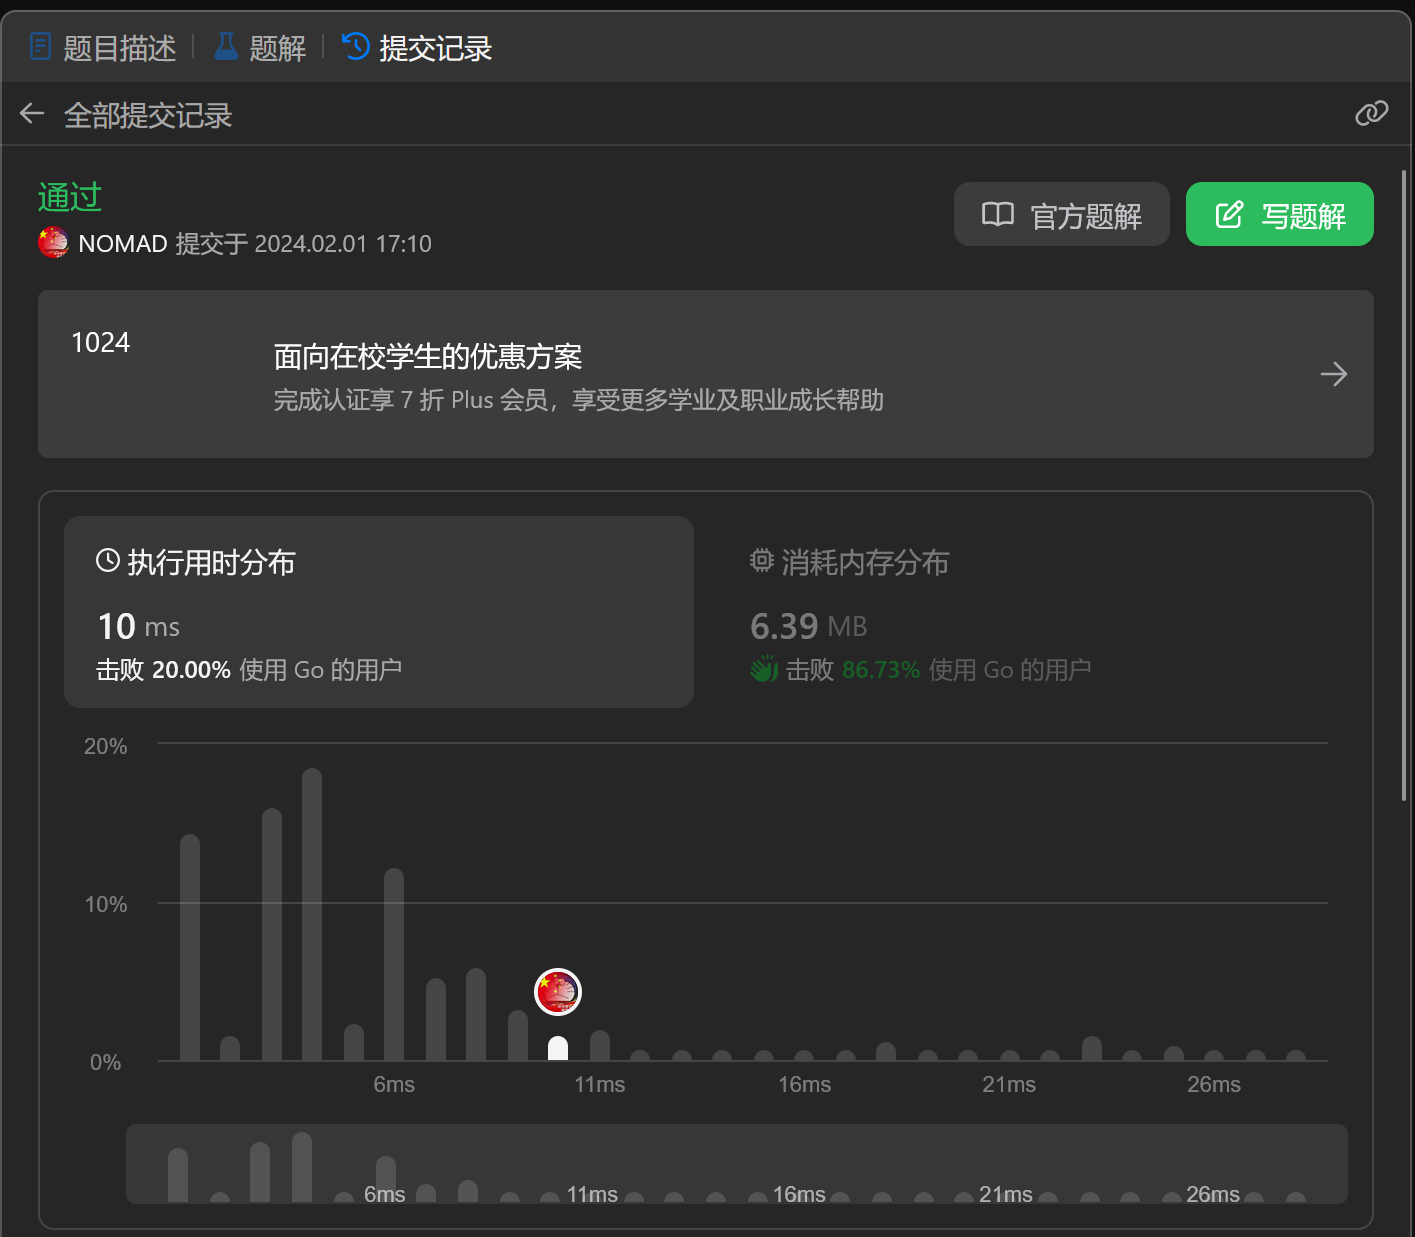 题目描述 题解 提交记录
全部提交记录
通过
NOMAD 提交于 2024.02.01 17:10
官方题解 写题解
1024
面向在校学生的优惠方案
完成认证享 7 折 Plus 会员，享受更多学业及职业成长帮助
执行用时分布
10 ms
击败 20.00% 使用 Go 的用户
消耗内存分布
6.39 MB
击败 86.73% 使用 Go 的用户
20%
10%
0%
6ms 11ms 16ms 21ms 26ms
6ms 11ms 16ms 21ms 26ms